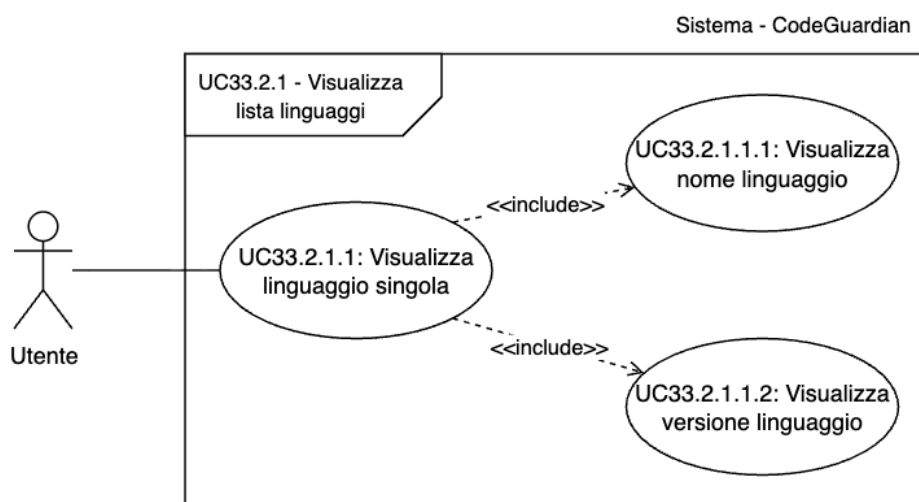 Sistema - CodeGuardian
UC33.2.1 - Visualizza
lista linguaggi
UC33.2.1.1.1: Visualizza
nome linguaggio
<<include>>
UC33.2.1.1: Visualizza
linguaggio singola
Utente
<<include>>
UC33.2.1.1.2: Visualizza
versione linguaggio